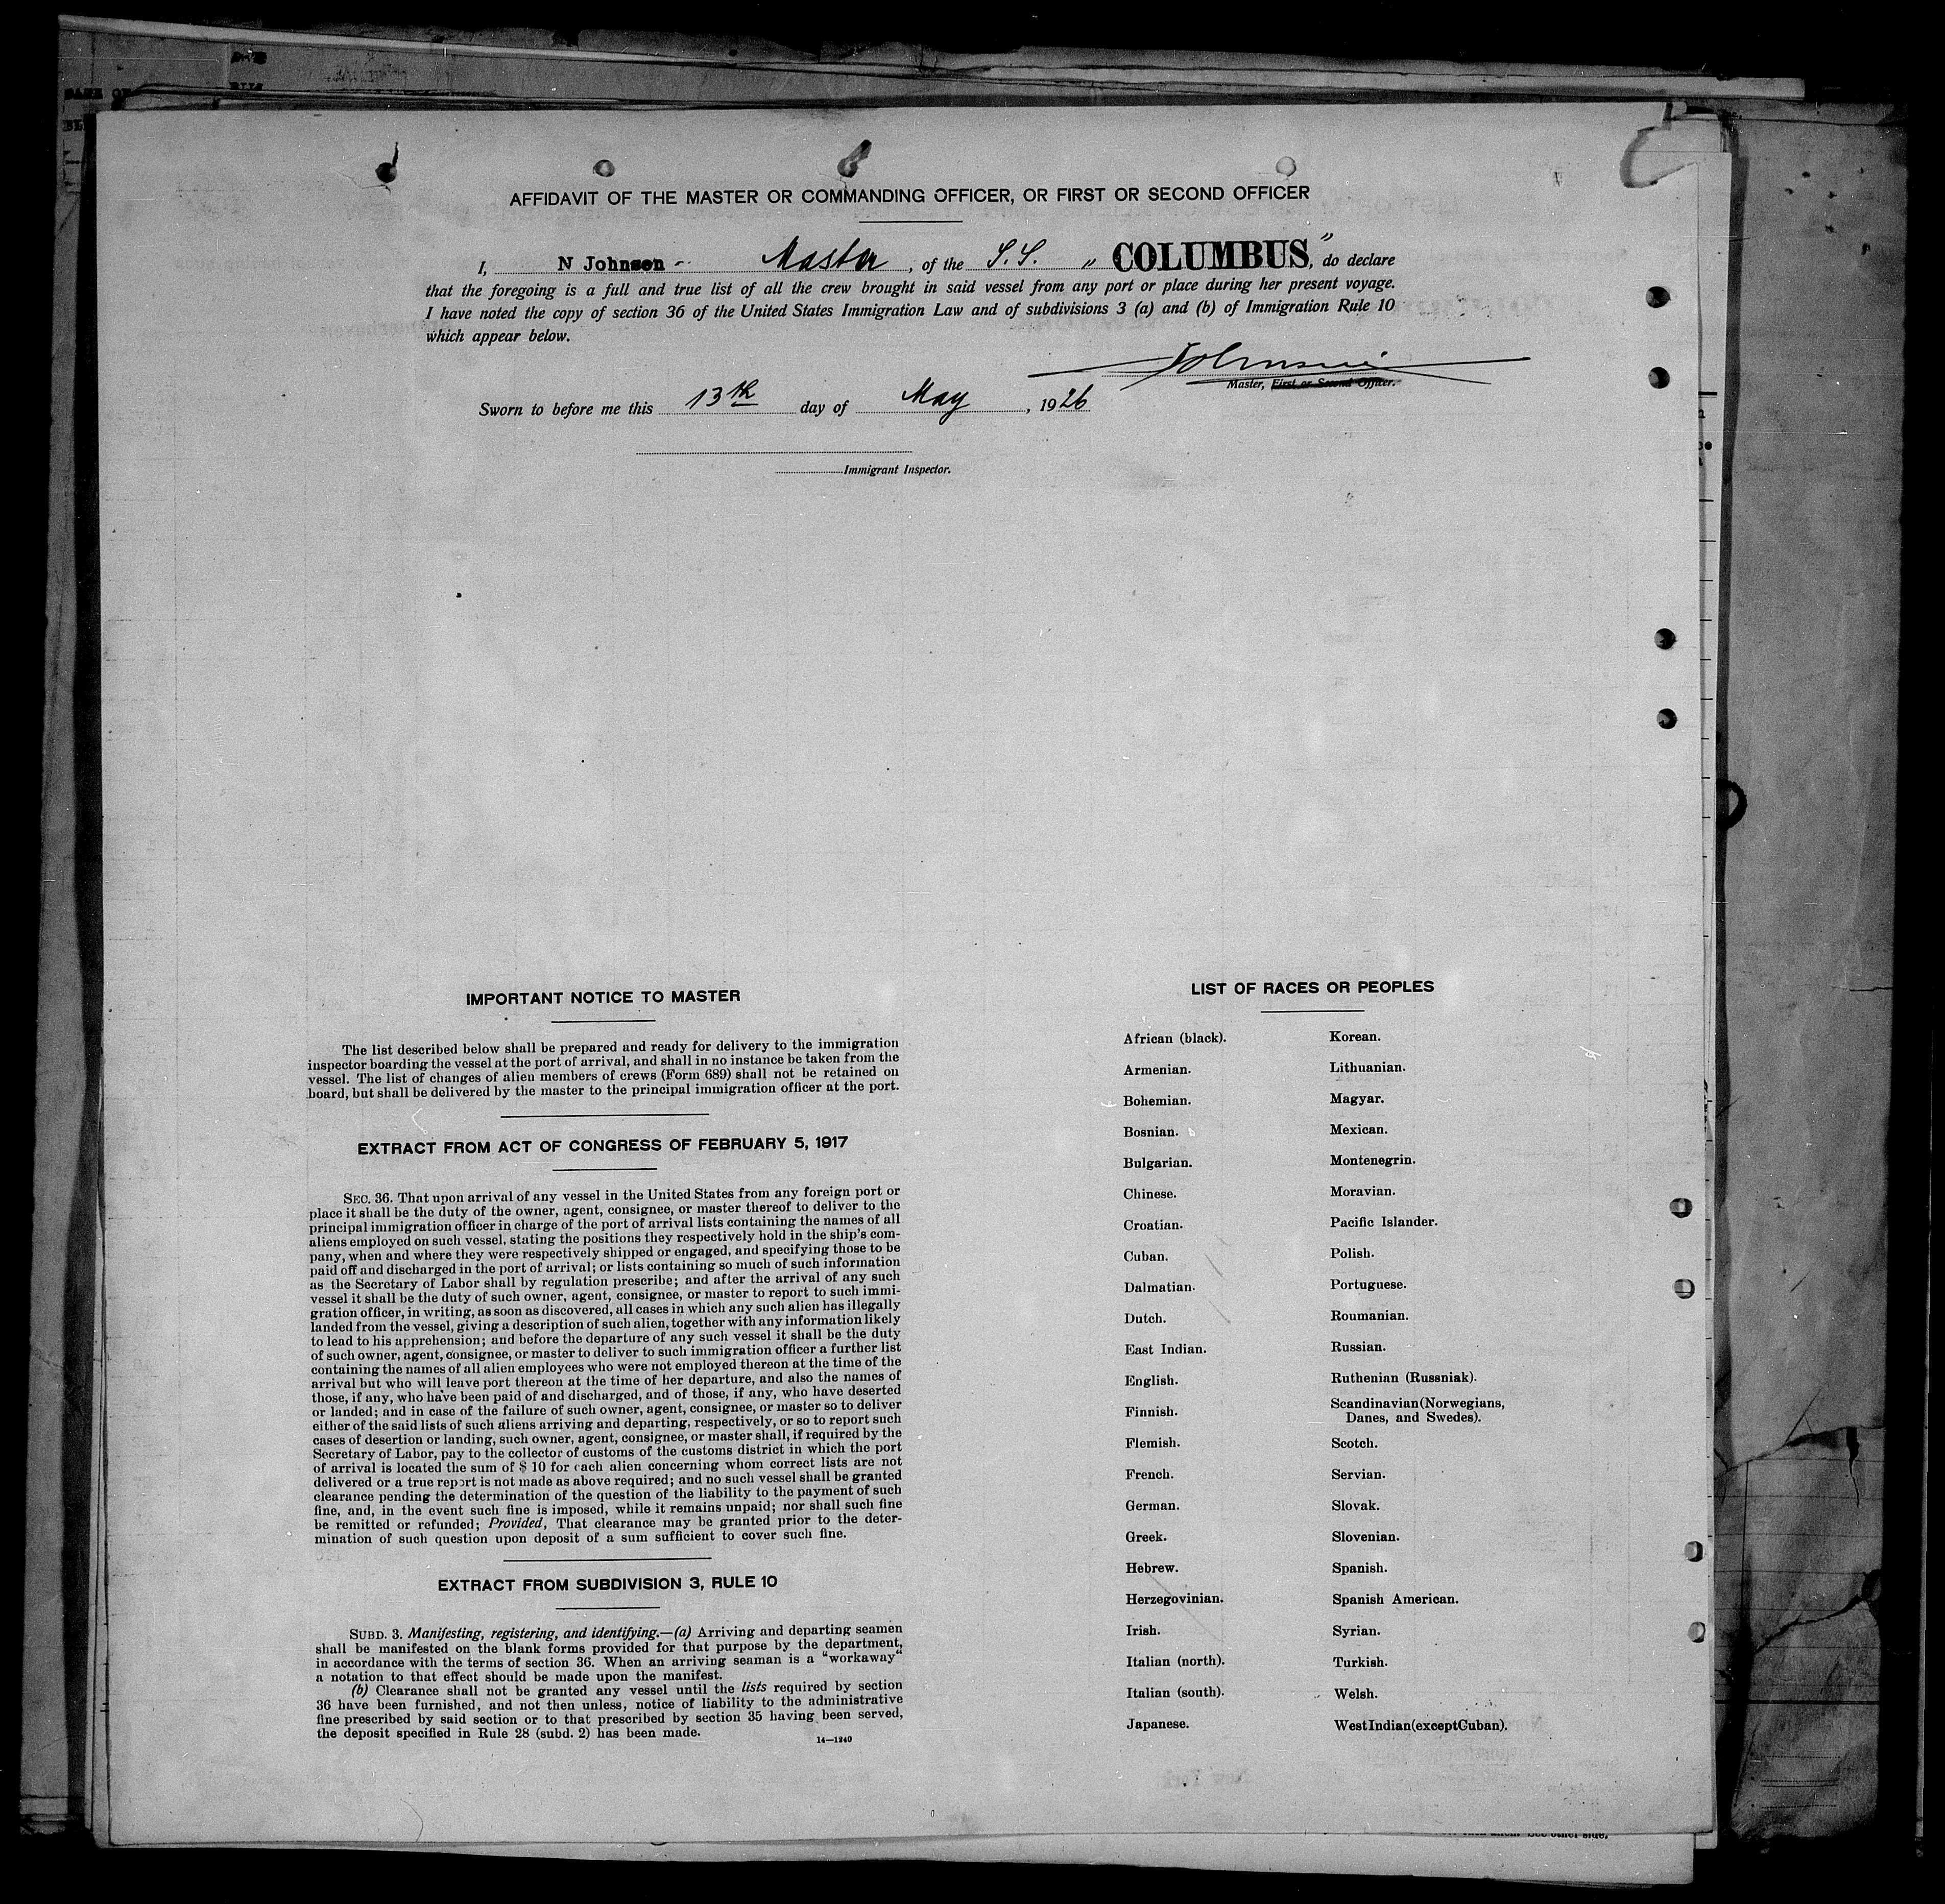 AFFIDAVIT OF THE MASTER OR COMMANDING OFFICER, OR FIRST OR SECOND OFFICER
I, N Johnsen - Master, of the S.S. „ COLUMBUS," do declare
that the foregoing is a full and true list of all the crew brought in said vessel from any port or place during her present voyage.
I have noted the copy of section 36 of the United States Immigration Law and of subdivisions 3 (a) and (b) of Immigration Rule 10
which appear below.
Johnsen
Master, First or Second Officer.
Sworn to before me this 13th day of May, 1926
Immigrant Inspector.
IMPORTANT NOTICE TO MASTER
The list described below shall be prepared and ready for delivery to the immigration
inspector boarding the vessel at the port of arrival, and shall in no instance be taken from the
vessel. The list of changes of alien members of crews (Form 689) shall not be retained on
board, but shall be delivered by the master to the principal immigration officer at the port.
EXTRACT FROM ACT OF CONGRESS OF FEBRUARY 5, 1917
SEC. 36. That upon arrival of any vessel in the United States from any foreign port or
place it shall be the duty of the owner, agent, consignee, or master thereof to deliver to the
principal immigration officer in charge of the port of arrival lists containing the names of all
aliens employed on such vessel, stating the positions they respectively hold in the ship's com-
pany, when and where they were respectively shipped or engaged, and specifying those to be
paid off and discharged in the port of arrival; or lists containing so much of such information
as the Secretary of Labor shall by regulation prescribe; and after the arrival of any such
vessel it shall be the duty of such owner, agent, consignee, or master to report to such immi-
gration officer, in writing, as soon as discovered, all cases in which any such alien has illegally
landed from the vessel, giving a description of such alien, together with any information likely
to lead to his apprehension; and before the departure of any such vessel it shall be the duty
of such owner, agent, consignee, or master to deliver to such immigration officer a further list
containing the names of all alien employees who were not employed thereon at the time of the
arrival but who will leave port thereon at the time of her departure, and also the names of
those, if any, who have been paid of and discharged, and of those, if any, who have deserted
or landed; and in case of the failure of such owner, agent, consignee, or master so to deliver
either of the said lists of such aliens arriving and departing, respectively, or so to report such
cases of desertion or landing, such owner, agent, consignee, or master shall, if required by the
Secretary of Labor, pay to the collector of customs of the customs district in which the port
of arrival is located the sum of $ 10 for each alien concerning whom correct lists are not
delivered or a true report is not made as above required; and no such vessel shall be granted
clearance pending the determination of the question of the liability to the payment of such
fine, and, in the event such fine is imposed, while it remains unpaid; nor shall such fine
be remitted or refunded; Provided, That clearance may be granted prior to the deter-
mination of such question upon deposit of a sum sufficient to cover such fine.
EXTRACT FROM SUBDIVISION 3, RULE 10
SUBD. 3. Manifesting, registering, and identifying.—(a) Arriving and departing seamen
shall be manifested on the blank forms provided for that purpose by the department,
in accordance with the terms of section 36. When an arriving seaman is a "workaway"
a notation to that effect should be made upon the manifest.
(b) Clearance shall not be granted any vessel until the lists required by section
36 have been furnished, and not then unless, notice of liability to the administrative
fine prescribed by said section or to that prescribed by section 35 having been served,
the deposit specified in Rule 28 (subd. 2) has been made.
14—1240
LIST OF RACES OR PEOPLES
African (black).
Armenian.
Bohemian.
Bosnian.
Bulgarian.
Chinese.
Croatian.
Cuban.
Dalmatian.
Dutch.
East Indian.
English.
Finnish.
Flemish.
French.
German.
Greek.
Hebrew.
Herzegovinian.
Irish.
Italian (north).
Italian (south).
Japanese.
Korean.
Lithuanian.
Magyar.
Mexican.
Montenegrin.
Moravian.
Pacific Islander.
Polish.
Portuguese.
Roumanian.
Russian.
Ruthenian (Russniak).
Scandinavian(Norwegians,
Danes, and Swedes).
Scotch.
Servian.
Slovak.
Slovenian.
Spanish.
Spanish American.
Syrian.
Turkish.
Welsh.
WestIndian(exceptCuban).